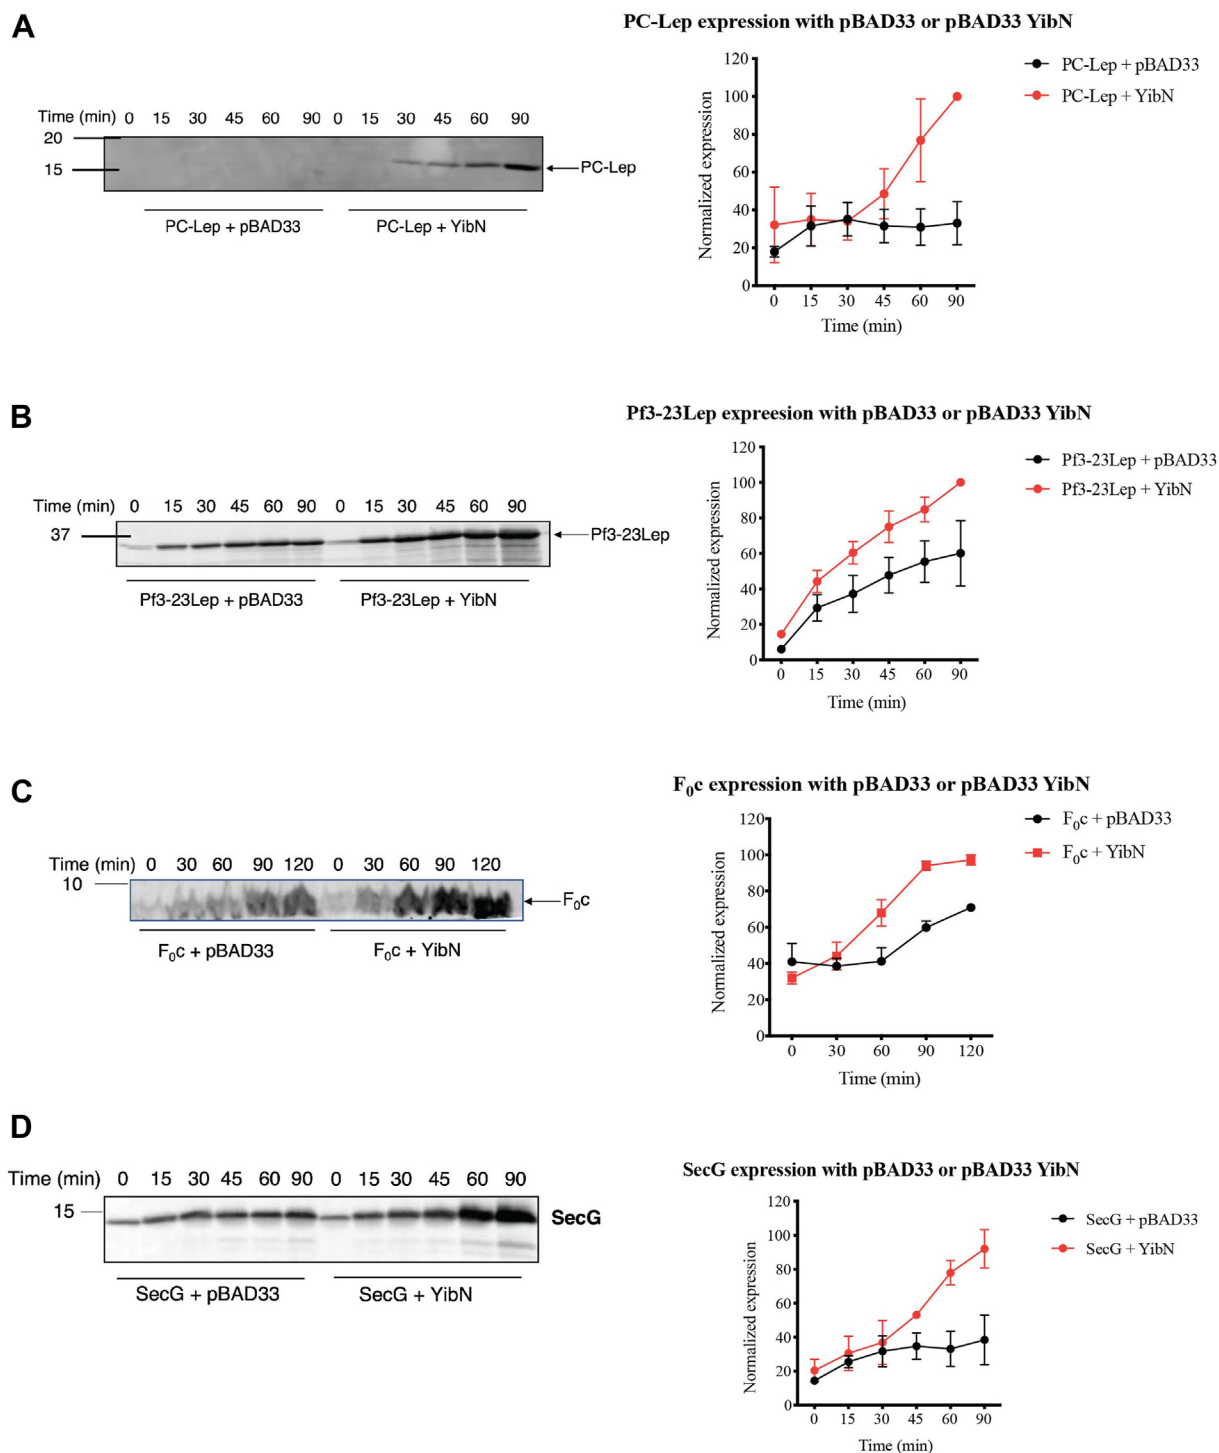 A
PC-Lep expression with pBAD33 or pBAD33 YibN
Time (min) 0 15 30 45 60 90 0 15 30 45 60 90
20
15
PC-Lep
PC-Lep + pBAD33 PC-Lep + YibN
PC-Lep + pBAD33
PC-Lep + YibN
Normalized expression
120
100
80
60
40
20
0
0 15 30 45 60 90
Time (min)
B
Pf3-23Lep expreesion with pBAD33 or pBAD33 YibN
Time (min) 0 15 30 45 60 90 0 15 30 45 60 90
37
Pf3-23Lep
Pf3-23Lep + pBAD33 Pf3-23Lep + YibN
Pf3-23Lep + pBAD33
Pf3-23Lep + YibN
Normalized expression
120
100
80
60
40
20
0
0 15 30 45 60 90
Time (min)
C
F0c expression with pBAD33 or pBAD33 YibN
Time (min) 0 30 60 90 120 0 30 60 90 120
10
F0c
F0c + pBAD33 F0c + YibN
F0c + pBAD33
F0c + YibN
Normalized expression
120
100
80
60
40
20
0
0 30 60 90 120
Time (min)
D
SecG expression with pBAD33 or pBAD33 YibN
Time (min) 0 15 30 45 60 90 0 15 30 45 60 90
15
SecG
SecG + pBAD33 SecG + YibN
SecG + pBAD33
SecG + YibN
Normalized expression
120
100
80
60
40
20
0
0 15 30 45 60 90
Time (min)